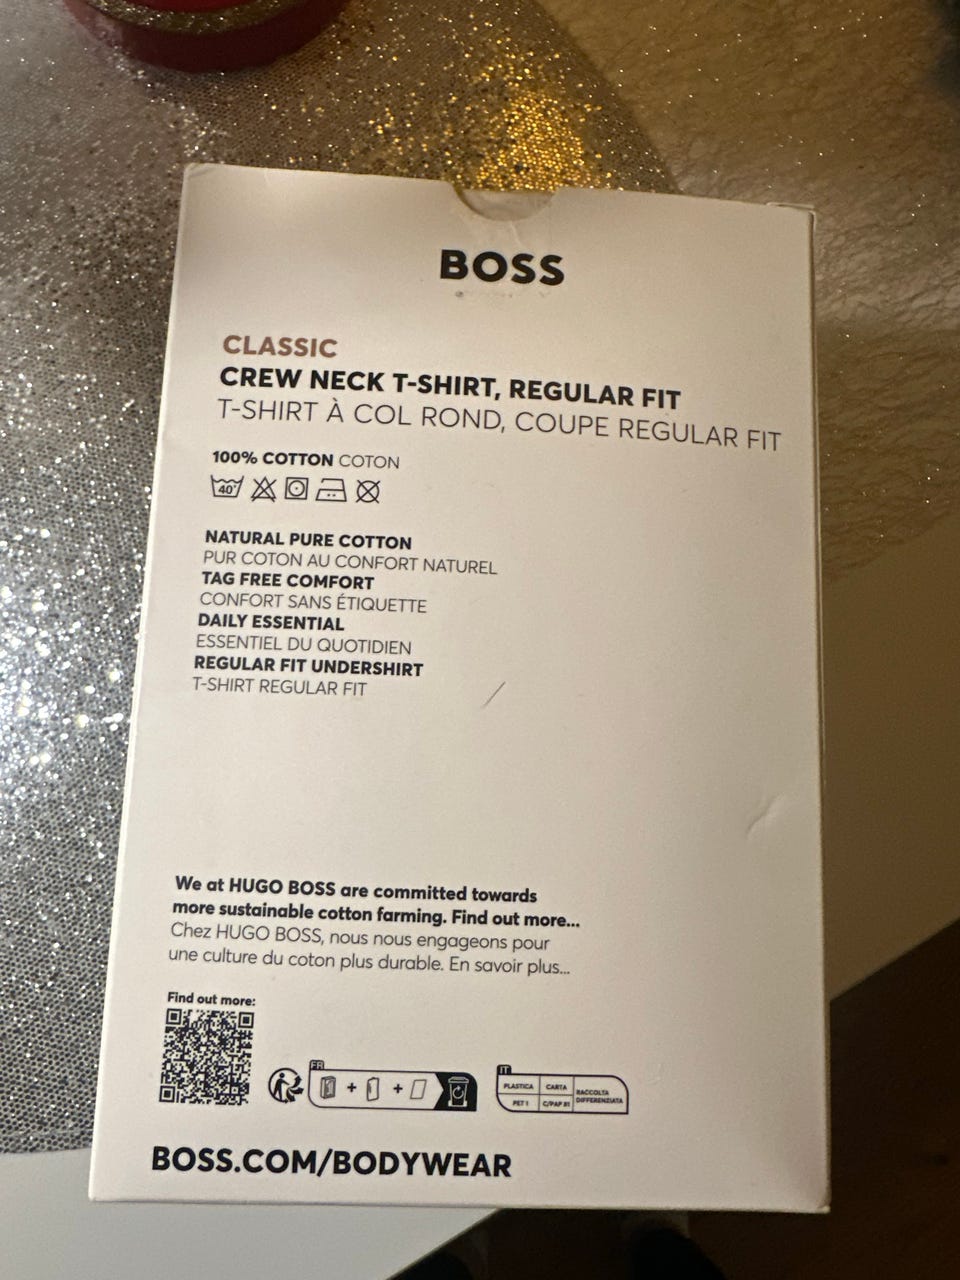 BOSS
CLASSIC
CREW NECK T-SHIRT, REGULAR FIT
T-SHIRT À COL ROND, COUPE REGULAR FIT
100% COTTON COTON
40°
NATURAL PURE COTTON
PUR COTON AU CONFORT NATUREL
TAG FREE COMFORT
CONFORT SANS ÉTIQUETTE
DAILY ESSENTIAL
ESSENTIEL DU QUOTIDIEN
REGULAR FIT UNDERSHIRT
T-SHIRT REGULAR FIT
We at HUGO BOSS are committed towards
more sustainable cotton farming. Find out more...
Chez HUGO BOSS, nous nous engageons pour
une culture du coton plus durable. En savoir plus...
Find out more:
FR
IT
PLASTICA CARTA RACCOLTA
PET 1 C/PAP 81 DIFFERENZIATA
BOSS.COM/BODYWEAR